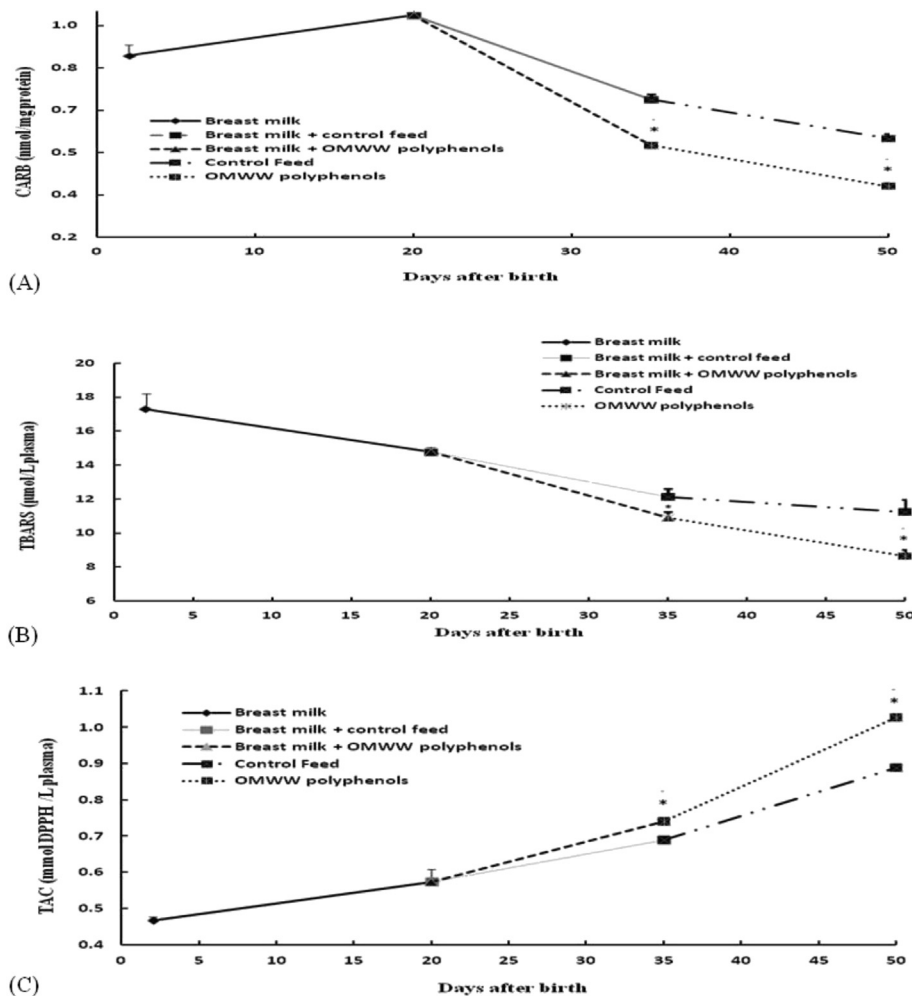 CARB (nmol/mgprotein)
1.0
0.8
0.6
0.5
0.4
0.2
0 10 20 30 40 50
Days after birth
Breast milk
Breast milk + control feed
Breast milk + OMWW polyphenols
Control Feed
OMWW polyphenols
*
*
(A)
TBARS (μmol/L plasma)
20
18
16
14
12
10
8
6
0 5 10 15 20 25 30 35 40 45 50
Days after birth
Breast milk
Breast milk + control feed
Breast milk + OMWW polyphenols
Control Feed
OMWW polyphenols
*
*
(B)
TAC (mmol DPPH /L plasma)
1.1
1.0
0.9
0.8
0.7
0.6
0.5
0.4
0 5 10 15 20 25 30 35 40 45 50
Days after birth
Breast milk
Breast milk + control feed
Breast milk + OMWW polyphenols
Control Feed
OMWW polyphenols
*
*
(C)